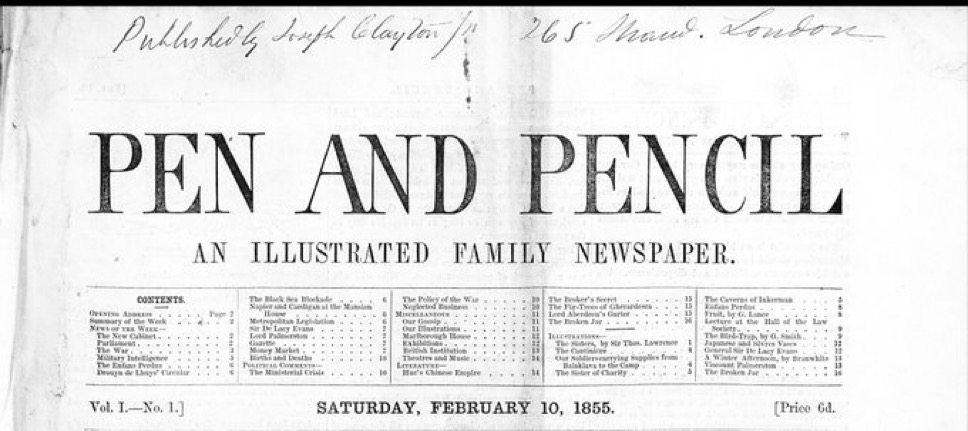 Published by Joseph Clayton Jr 265 Strand. London
PEN AND PENCIL
AN ILLUSTRATED FAMILY NEWSPAPER.
CONTENTS.
OPENING ADDRESS . . . . Page 2
Summary of the Week . . . . 2
NEWS OF THE WEEK—
The New Cabinet . . . . 2
Parliament . . . . 2
The War . . . . 3
Military Intelligence . . . . 5
The Enfans Perdus . . . . 6
Drouyn de Lhuys' Circular . . . . 6
The Black Sea Blockade . . . . 6
Napier and Cardigan at the Mansion
House . . . . 6
Metropolitan Legislation . . . . 6
Sir De Lacy Evans . . . . 7
Lord Palmerston . . . . 7
Gazette . . . . 7
Money Market . . . . 7
Births and Deaths . . . . 10
POLITICAL COMMENTS—
The Ministerial Crisis . . . . 10
The Policy of the War . . . . 10
Neglected Business . . . . 10
MISCELLANEOUS . . . . 11
Our Gossip . . . . 11
Our Illustrations . . . . 11
Marlborough House . . . . 12
Exhibitions . . . . 12
British Institution . . . . 13
Theatres and Music . . . . 14
LITERATURE—
Huc's Chinese Empire . . . . 14
The Broker's Secret . . . . 15
The Fig-Trees of Gherardesca . . . . 15
Lord Aberdeen's Garter . . . . 15
The Broken Jar . . . . 16
ILLUSTRATIONS—
The Sisters, by Sir Thos. Lawrence 1
The Cantinière . . . . 4
Our Soldiers carrying Supplies from
Balaklava to the Camp . . . . 4
The Sister of Charity . . . . 5
The Caverns of Inkerman . . . . 5
Enfans Perdus . . . . 8
Fruit, by G. Lance . . . . 8
Lecture at the Hall of the Law
Society . . . . 9
The Bird-Trap, by G. Smith . . . . 9
Japanese and Sèvres Vases . . . . 12
General Sir De Lacy Evans . . . . 12
A Winter Afternoon, by Branwhite 13
Viscount Palmerston . . . . 13
The Broken Jar . . . . 16
Vol. I.—No. 1.] SATURDAY, FEBRUARY 10, 1855. [Price 6d.